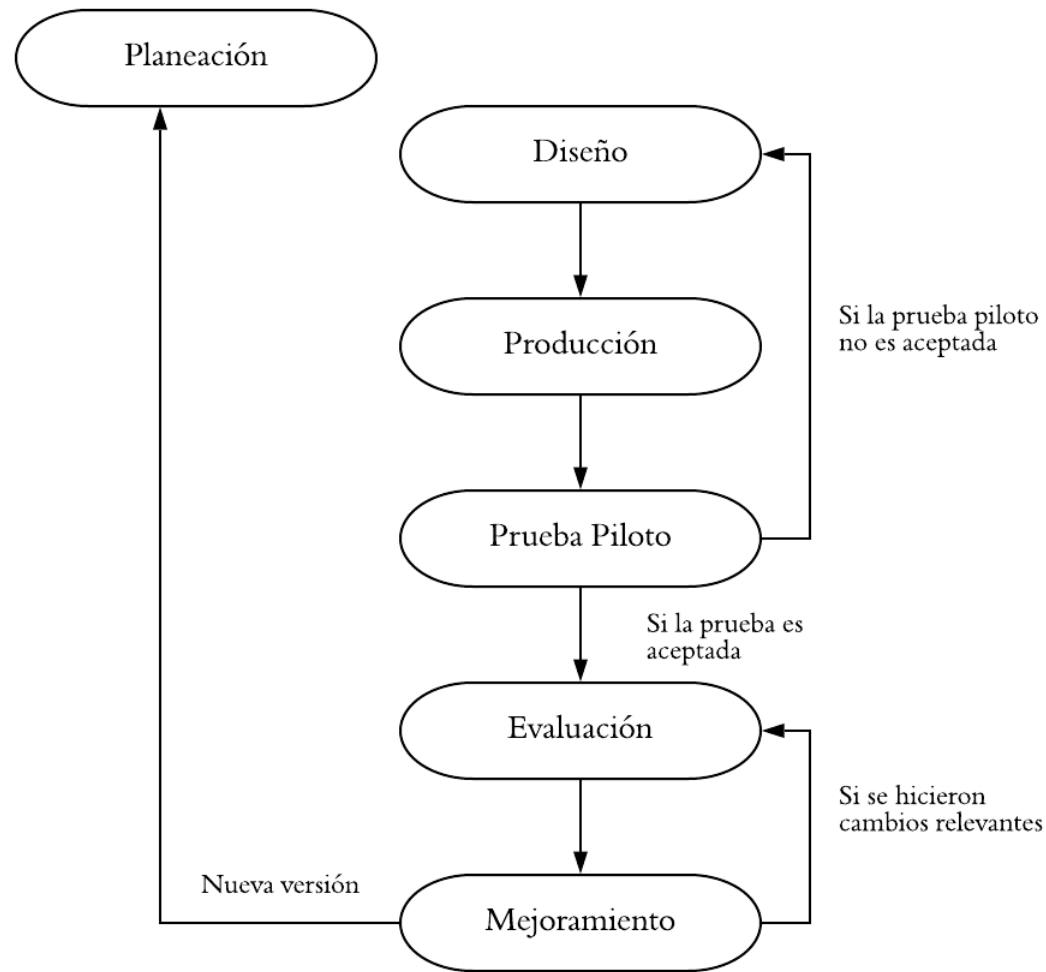 Planeación
Diseño
Producción
Si la prueba piloto
no es aceptada
Prueba Piloto
Si la prueba es
aceptada
Evaluación
Si se hicieron
cambios relevantes
Nueva versión
Mejoramiento